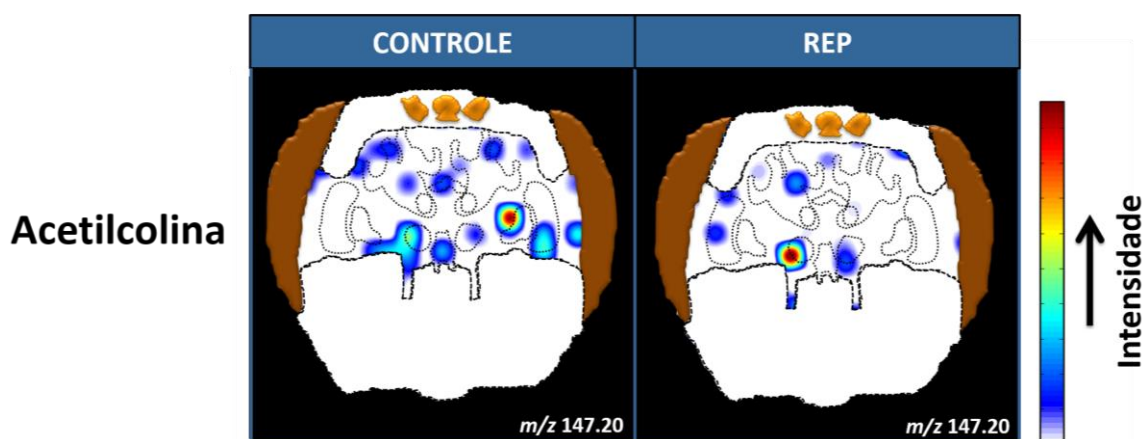 CONTROLE
REP
Acetilcolina
Intensidade
m/z 147.20
m/z 147.20